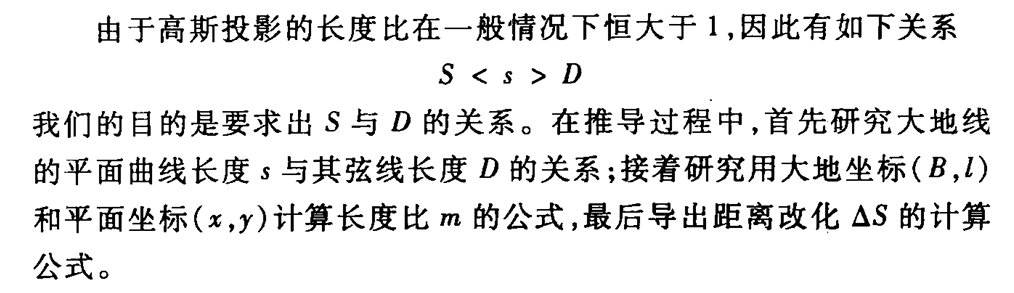 由于高斯投影的长度比在一般情况下恒大于1,因此有如下关系
S < s > D
我们的目的是要求出 S 与 D 的关系。在推导过程中,首先研究大地线
的平面曲线长度 s 与其弦线长度 D 的关系;接着研究用大地坐标(B,l)
和平面坐标(x,y)计算长度比 m 的公式,最后导出距离改化 ΔS 的计算
公式。